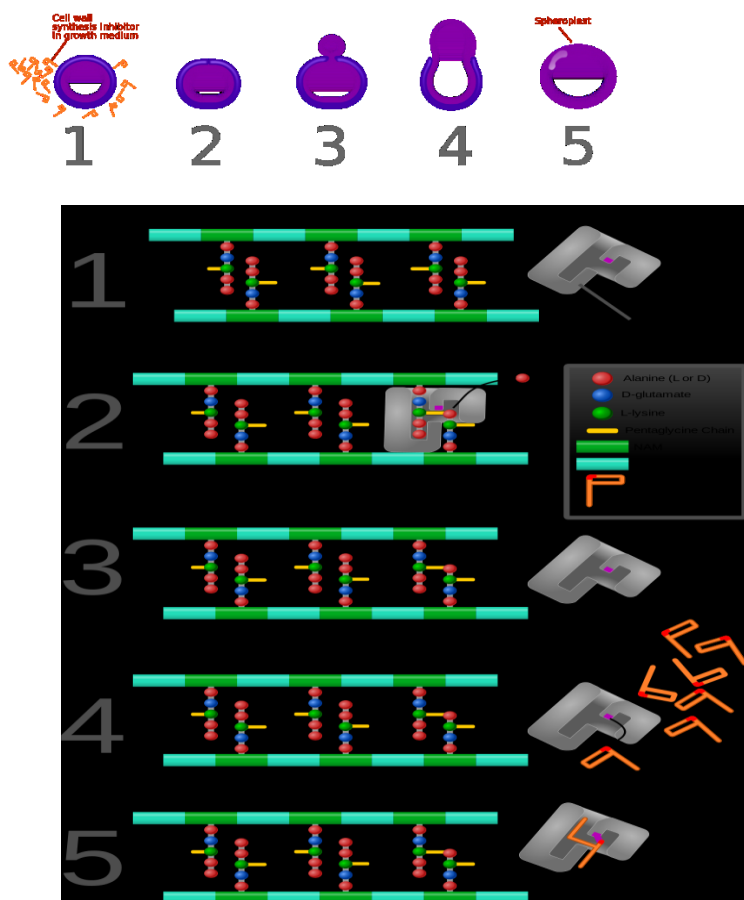 Cell wall
synthesis inhibitor
in growth medium
Spheroplast
1 2 3 4 5
1
2
Alanine (L or D)
D-glutamate
L-lysine
Pentaglycine Chain
3
4
5